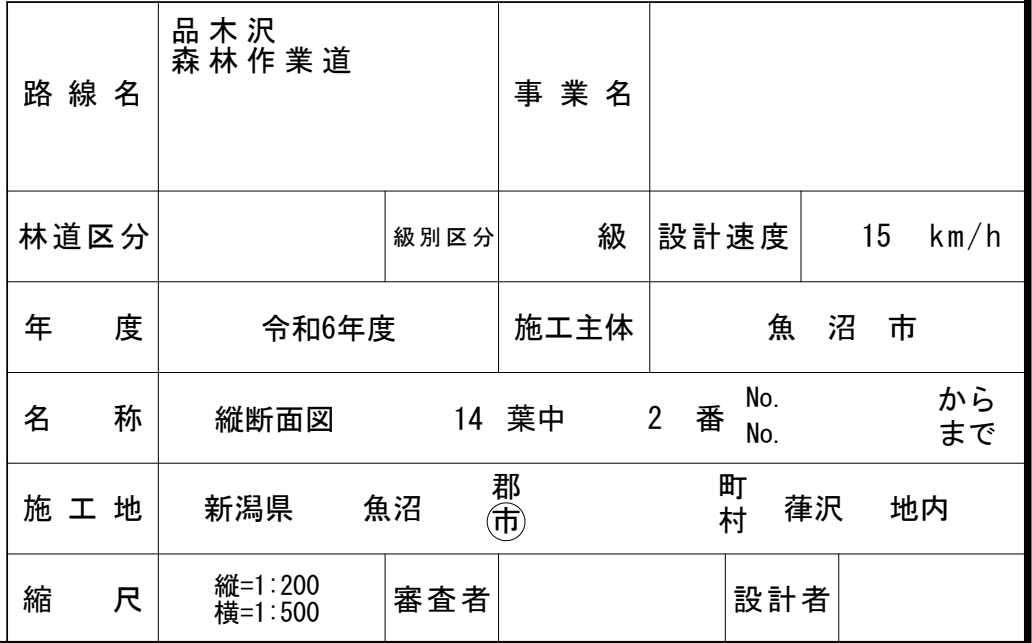 路線名
品木沢
森林作業道
事業名
林道区分
級別区分
級
設計速度
15 km/h
年度
令和6年度
施工主体
魚沼市
名称
縦断面図 14 葉中 2 番
No. から
No. まで
施工地
新潟県 魚沼
郡
市
町
村
葎沢 地内
縮尺
縦=1:200
横=1:500
審査者
設計者